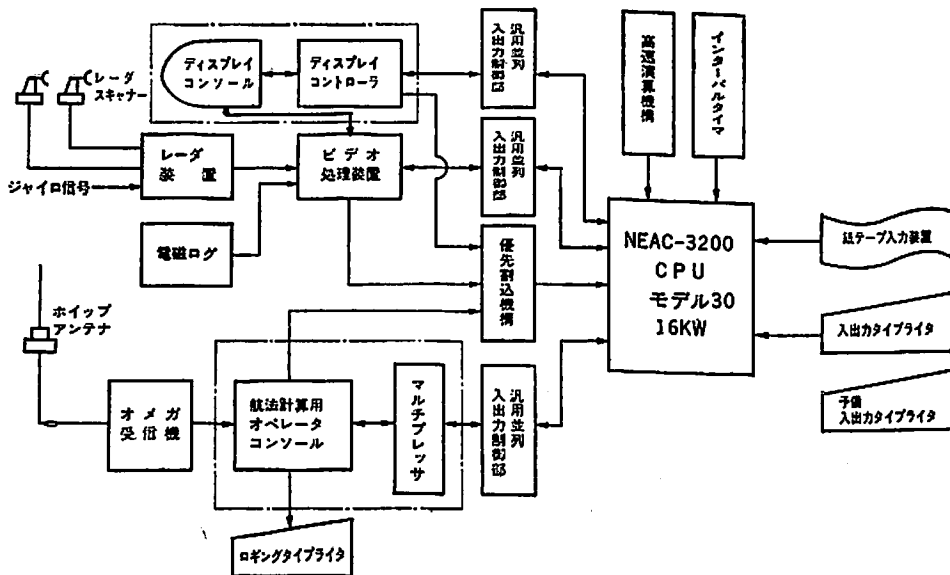 レーダ
スキャナー
ディスプレイ
コンソール
ディスプレイ
コントローラ
汎用並列
入出力制御部
高速演算機構
インターバルタイマ
レーダ
装置
ジャイロ信号
ビデオ
処理装置
汎用並列
入出力制御部
電磁ログ
優先割込機構
NEAC-3200
CPU
モデル30
16KW
紙テープ入力装置
入出力タイプライタ
予備
入出力タイプライタ
ホイップ
アンテナ
オメガ
受信機
航法計算用
オペレータ
コンソール
マルチプレッサ
汎用並列
入出力制御部
ロギングタイプライタ